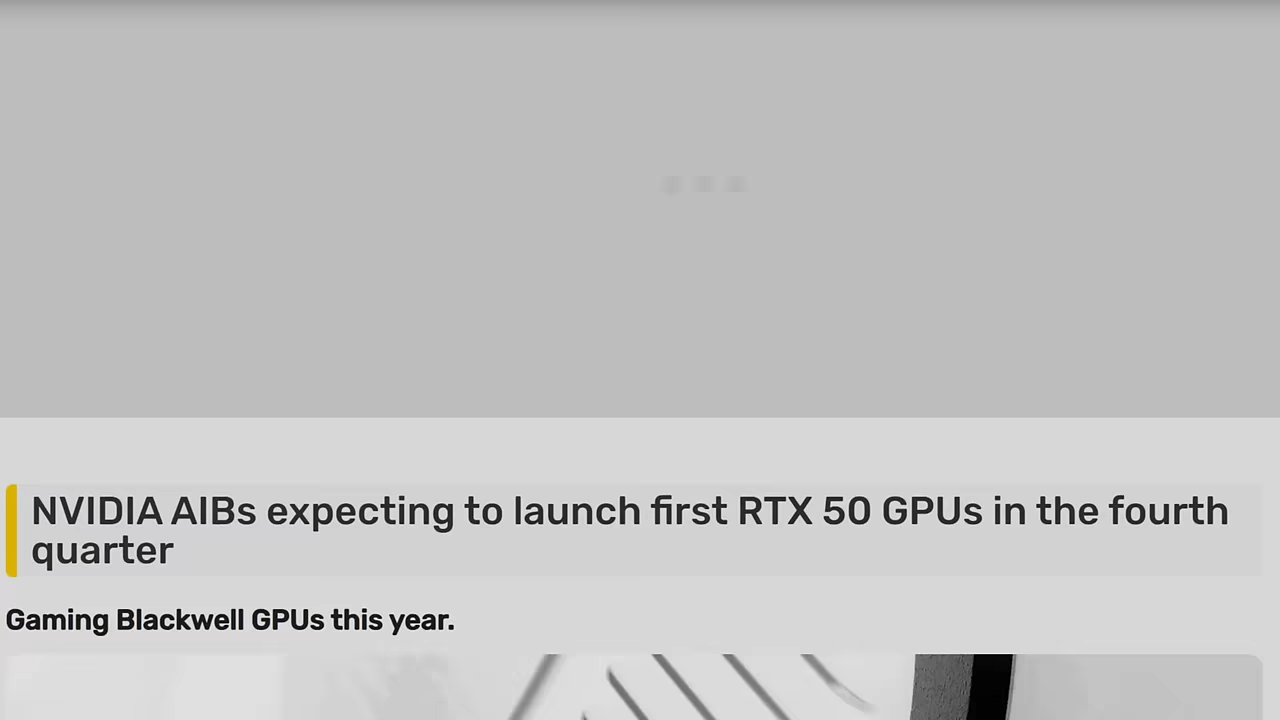 NVIDIA AIBs expecting to launch first RTX 50 GPUs in the fourth
quarter
Gaming Blackwell GPUs this year.